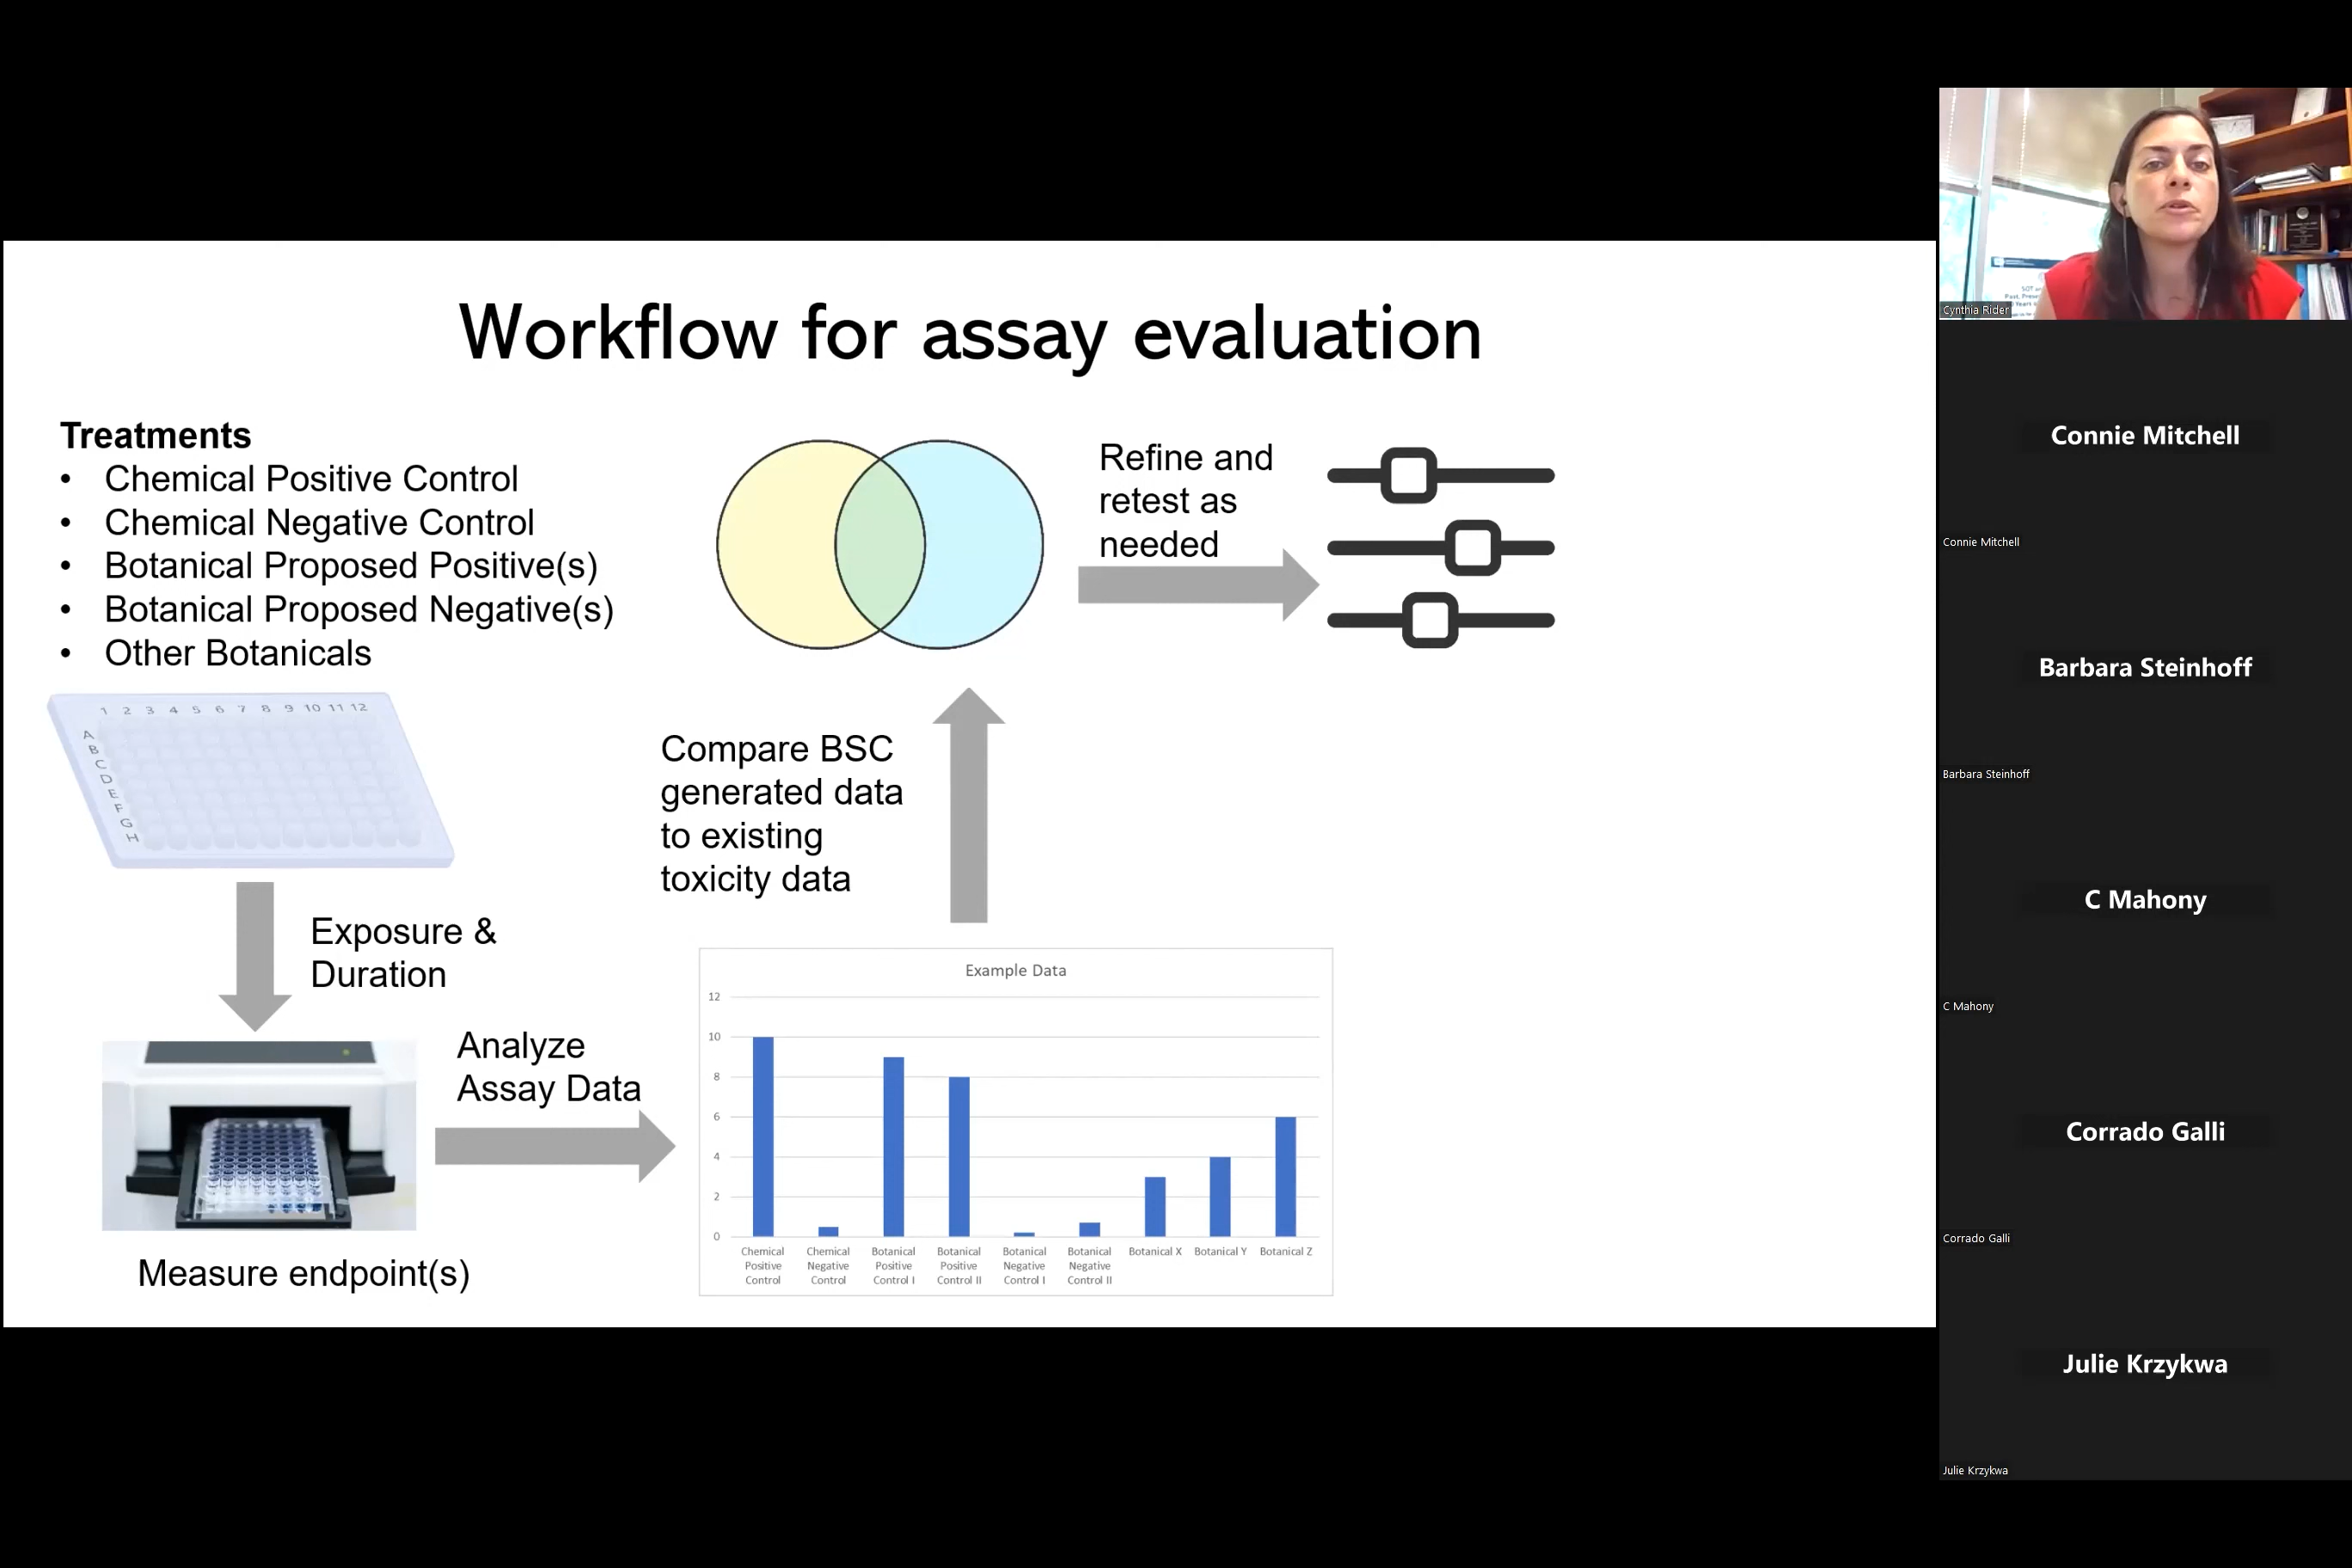 Workflow for assay evaluation
Treatments
• Chemical Positive Control
• Chemical Negative Control
• Botanical Proposed Positive(s)
• Botanical Proposed Negative(s)
• Other Botanicals
1 2 3 4 5 6 7 8 9 10 11 12
A
B
C
D
E
F
G
H
Exposure &
Duration
Measure endpoint(s)
Analyze
Assay Data
Example Data
12
10
8
6
4
2
0
Chemical Positive Control
Chemical Negative Control
Botanical Positive Control I
Botanical Positive Control II
Botanical Negative Control I
Botanical Negative Control II
Botanical X
Botanical Y
Botanical Z
Compare BSC
generated data
to existing
toxicity data
Refine and
retest as
needed
Cynthia Rider
Connie Mitchell
Connie Mitchell
Barbara Steinhoff
Barbara Steinhoff
C Mahony
C Mahony
Corrado Galli
Corrado Galli
Julie Krzykwa
Julie Krzykwa